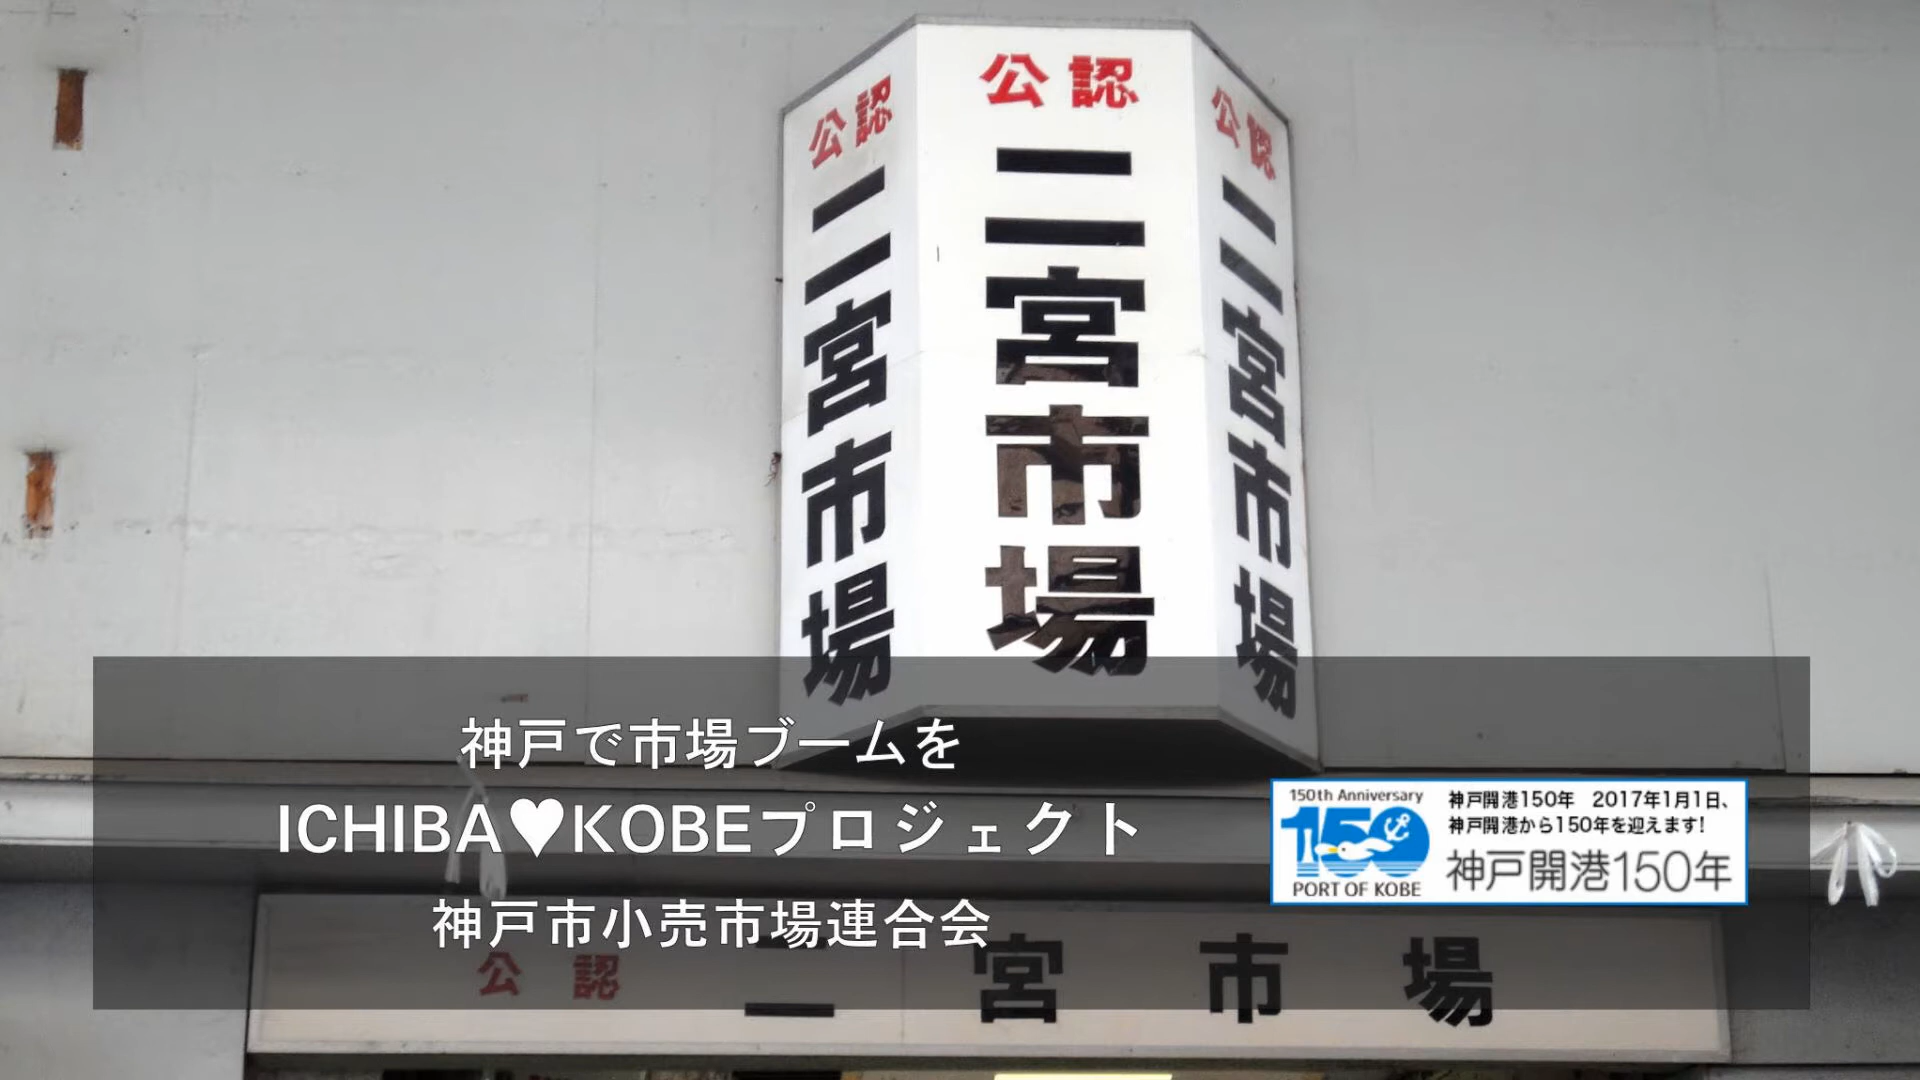 公認
二宮市場
公認
二宮市場
公認
二宮市場
神戸で市場ブームを
ICHIBA♥KOBEプロジェクト
神戸市小売市場連合会
150th Anniversary
150
PORT OF KOBE
神戸開港150年 2017年1月1日、
神戸開港から150年を迎えます!
神戸開港150年
公認 二宮市場